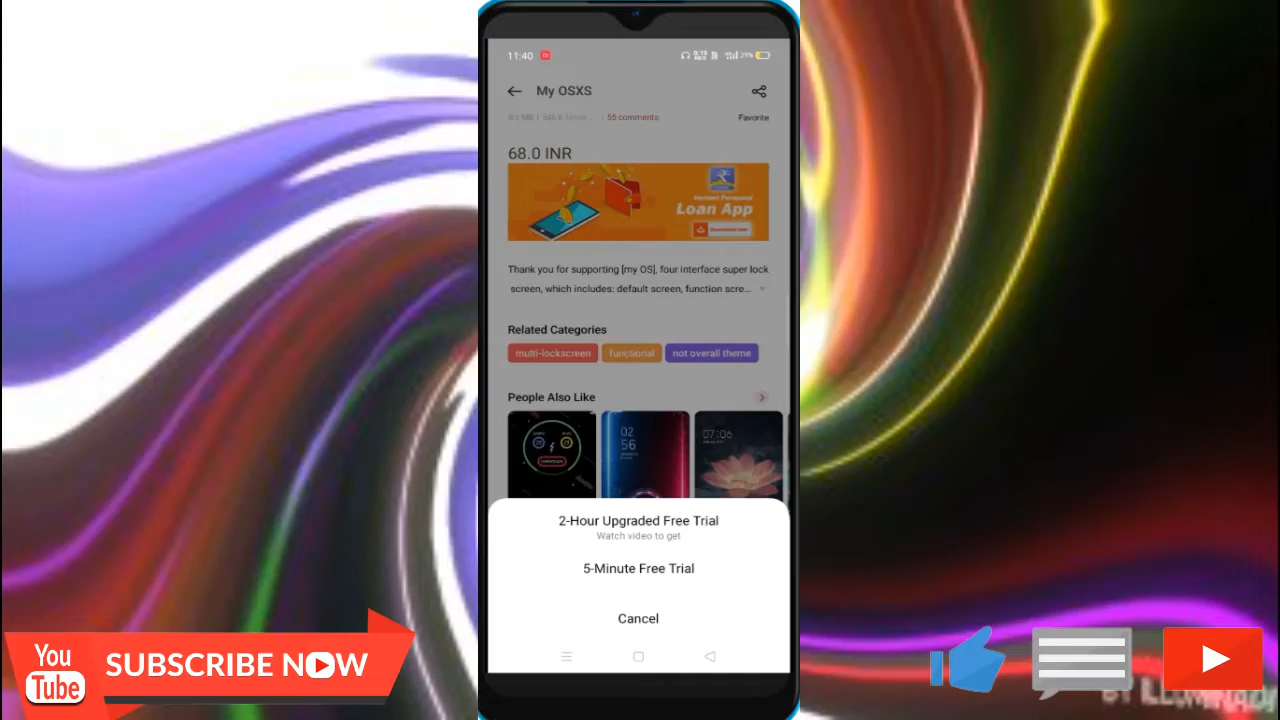 11:40
29%
My OSXS
55 comments
Favorite
68.0 INR
Instant Personal
Loan App
Thank you for supporting [my OS], four interface super lock
screen, which includes: default screen, function scre...
Related Categories
multi-lockscreen functional not overall theme
People Also Like
02
56
07:06
2-Hour Upgraded Free Trial
Watch video to get
5-Minute Free Trial
Cancel
You
Tube
SUBSCRIBE NOW